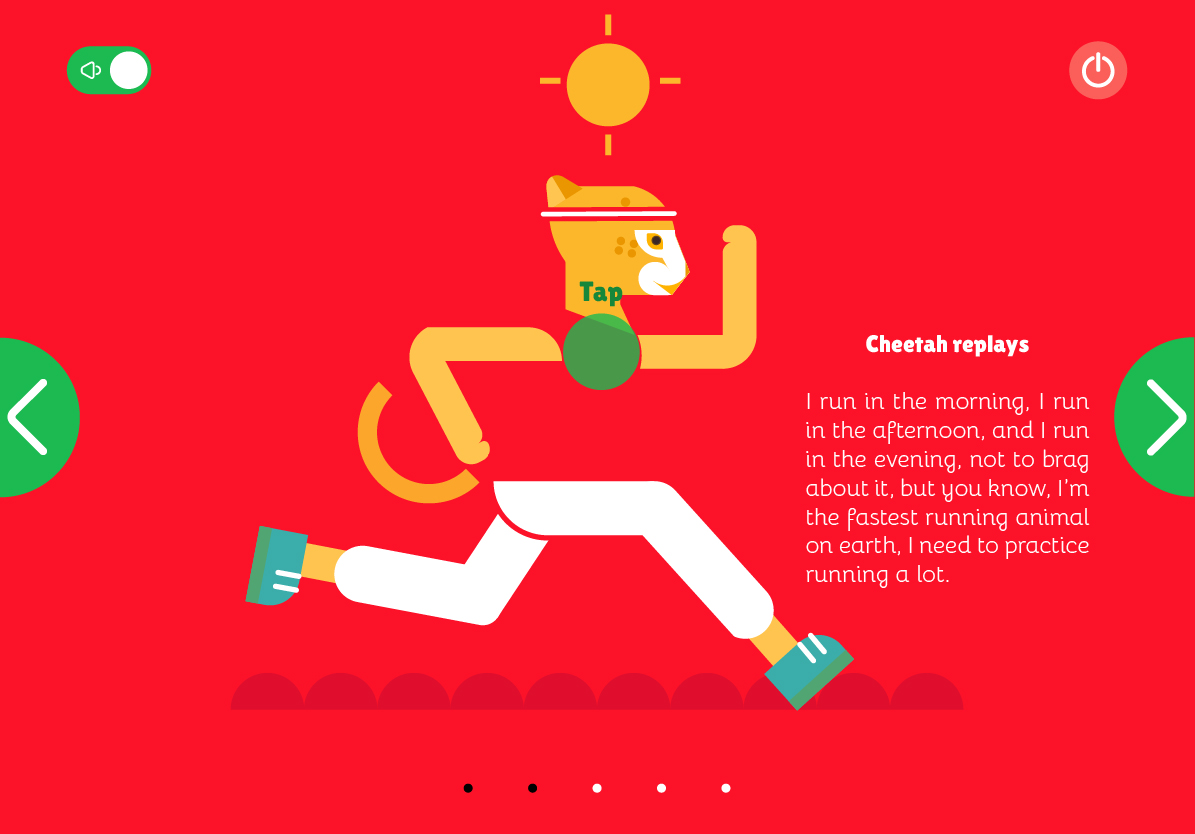 Tap
Cheetah replays
I run in the morning, I run
in the afternoon, and I run
in the evening, not to brag
about it, but you know, I'm
the fastest running animal
on earth, I need to practice
running a lot.